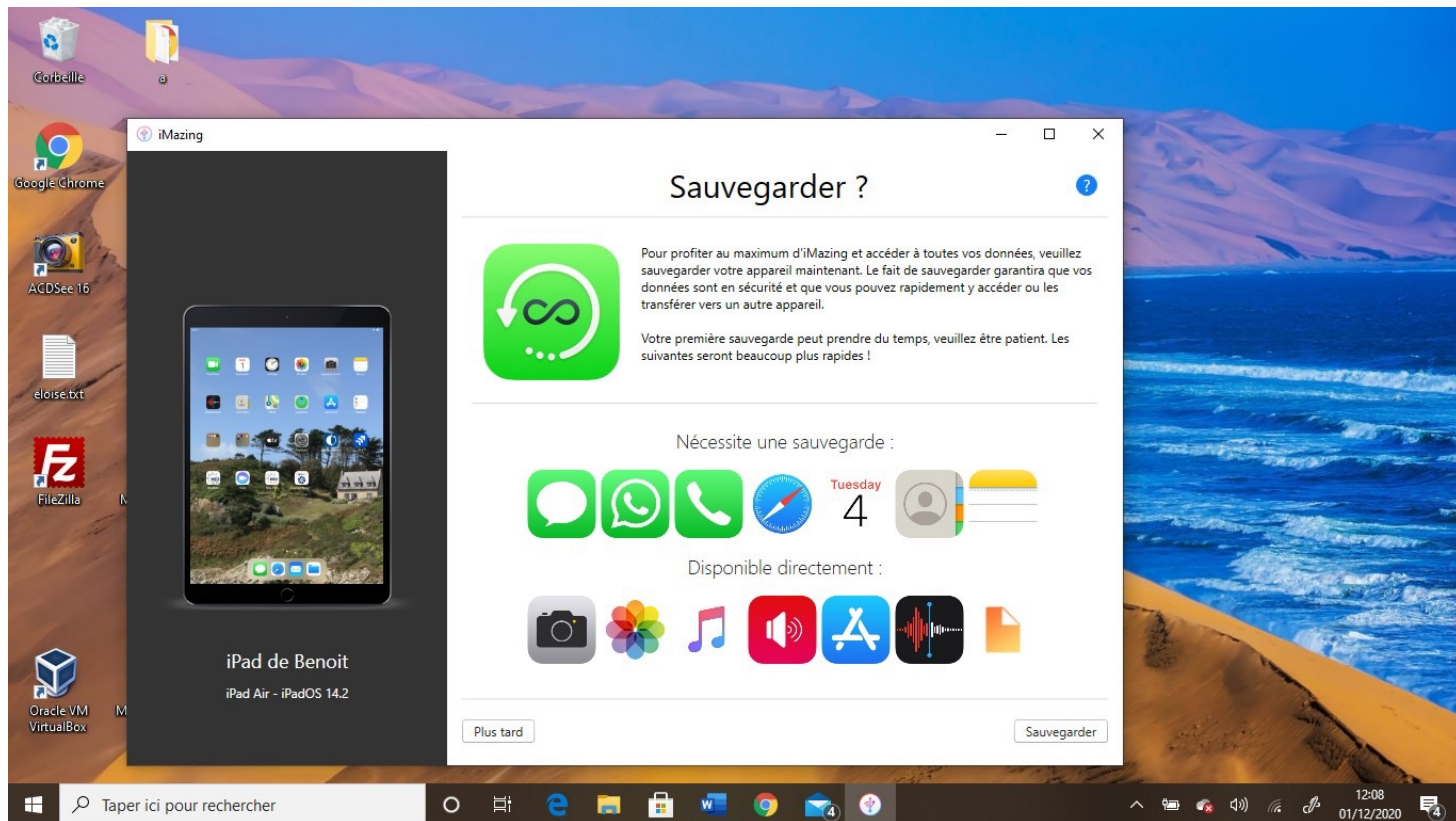 Corbeille
a
Google Chrome
ACDSee 16
eloise.txt
FileZilla
M
Oracle VM
VirtualBox
M
iMazing
iPad de Benoit
iPad Air - iPadOS 14.2
Sauvegarder ?
?
Pour profiter au maximum d'iMazing et accéder à toutes vos données, veuillez
sauvegarder votre appareil maintenant. Le fait de sauvegarder garantira que vos
données sont en sécurité et que vous pouvez rapidement y accéder ou les
transférer vers un autre appareil.
Votre première sauvegarde peut prendre du temps, veuillez être patient. Les
suivantes seront beaucoup plus rapides !
Nécessite une sauvegarde :
Tuesday
4
Disponible directement :
Plus tard
Sauvegarder
Taper ici pour rechercher
4
12:08
01/12/2020
4